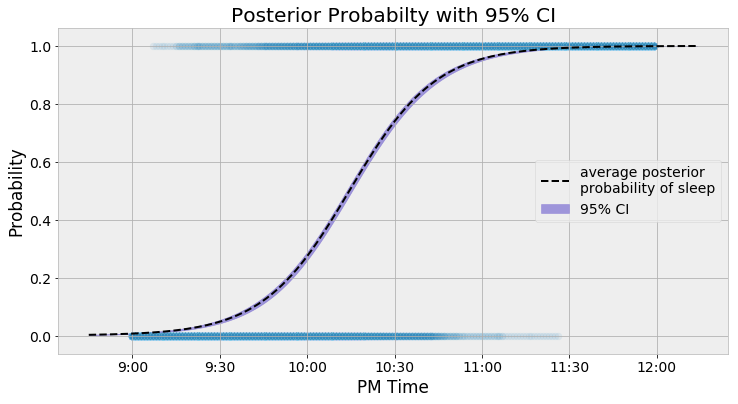 Posterior Probabilty with 95% CI
Probability
1.0
0.8
0.6
0.4
0.2
0.0
average posterior
probability of sleep
95% CI
9:00 9:30 10:00 10:30 11:00 11:30 12:00
PM Time